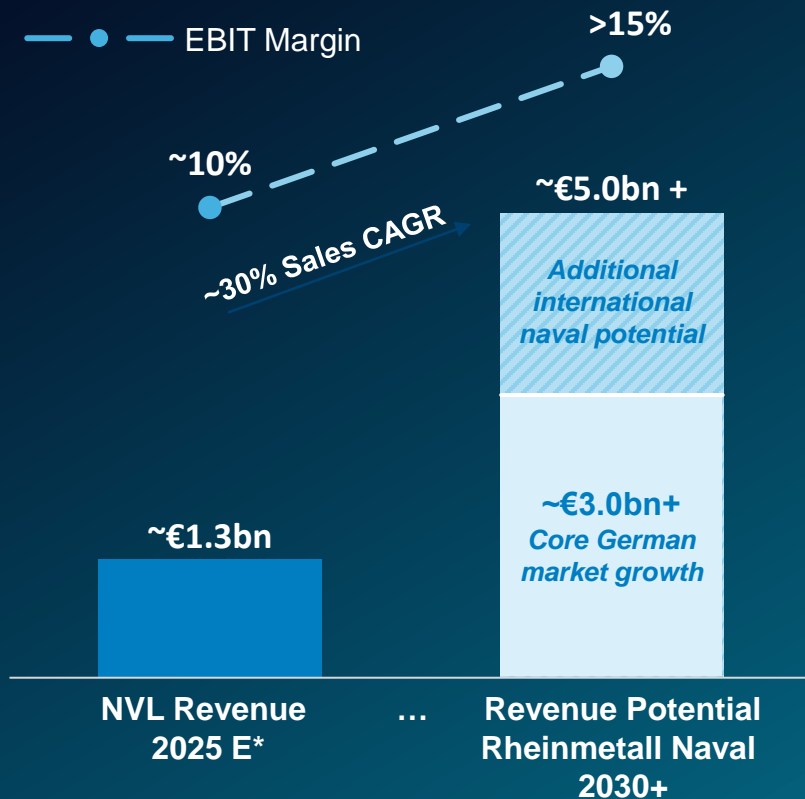 EBIT Margin
>15%
~10%
~€5.0bn +
~30% Sales CAGR
Additional
international
naval potential
~€3.0bn+
Core German
market growth
~€1.3bn
NVL Revenue
2025 E*
...
Revenue Potential
Rheinmetall Naval
2030+